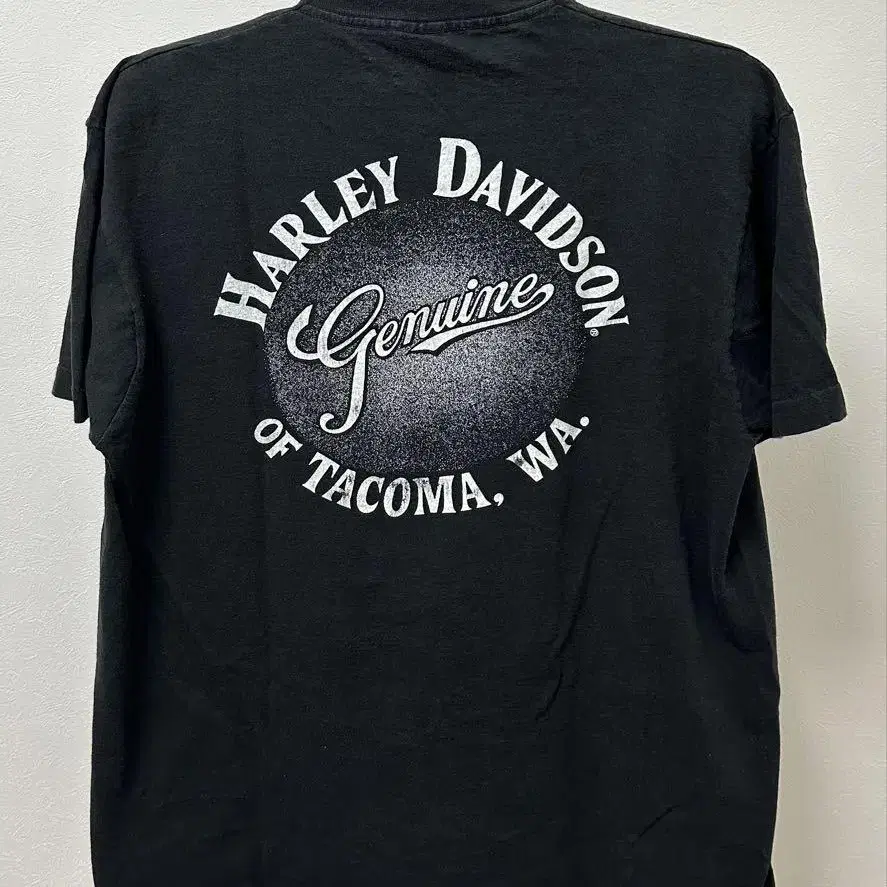 HARLEY DAVIDSON®
Genuine
OF TACOMA, WA.